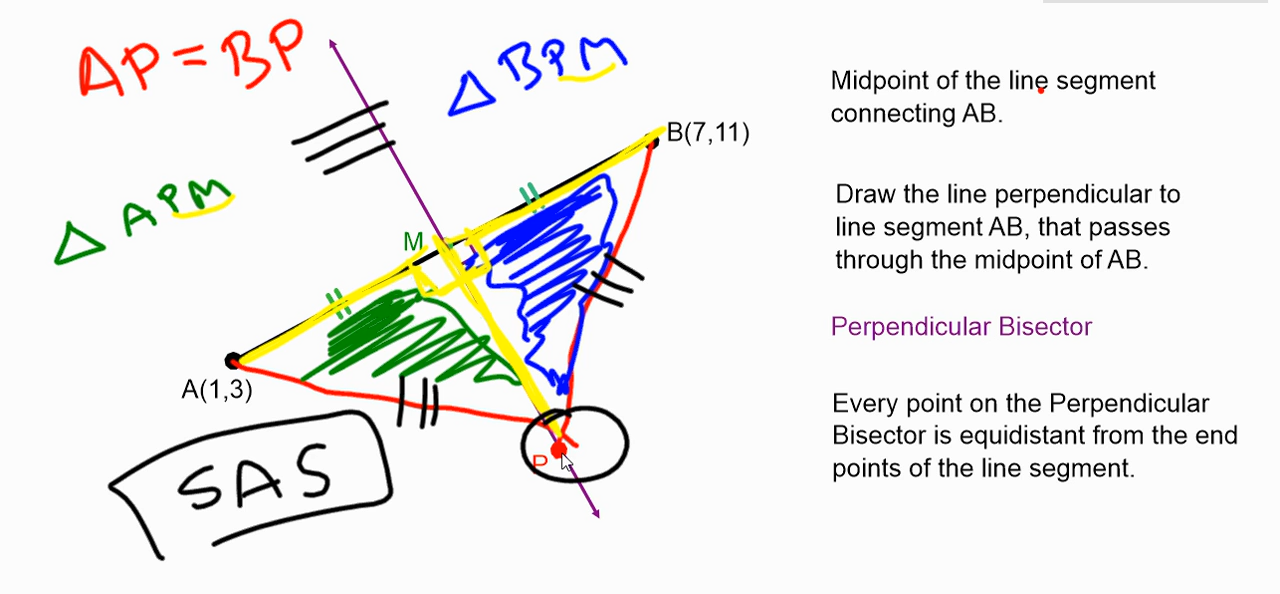 AP = BP
△ BPM
Midpoint of the line segment
connecting AB.
B(7,11)
△ APM
Draw the line perpendicular to
line segment AB, that passes
through the midpoint of AB.
M
Perpendicular Bisector
A(1,3)
Every point on the Perpendicular
Bisector is equidistant from the end
points of the line segment.
P
SAS